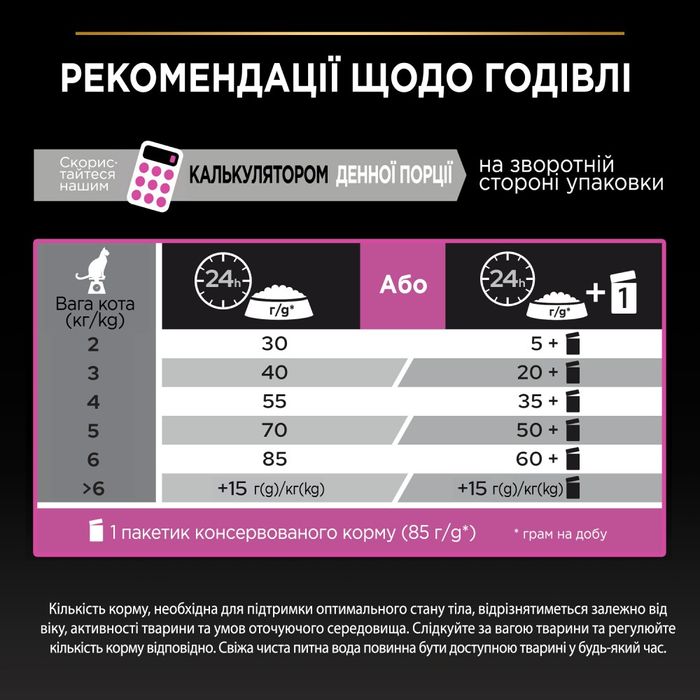 РЕКОМЕНДАЦІЇ ЩОДО ГОДІВЛІ
Скорис-
тайтеся
нашим
КАЛЬКУЛЯТОРОМ ДЕННОЇ ПОРЦІЇ
на зворотній
стороні упаковки
Вага кота
(кг/kg)
24h
г/g*
Або
24h
г/g*
+ 1
2 30 5 +
3 40 20 +
4 55 35 +
5 70 50 +
6 85 60 +
>6 +15 г(g)/кг(kg) +15 г(g)/кг(kg)
1 пакетик консервованого корму (85 г/g*) * грам на добу
Кількість корму, необхідна для підтримки оптимального стану тіла, відрізнятиметься залежно від
віку, активності тварини та умов оточуючого середовища. Слідкуйте за вагою тварини та регулюйте
кількість корму відповідно. Свіжа чиста питна вода повинна бути доступною тварині у будь-який час.